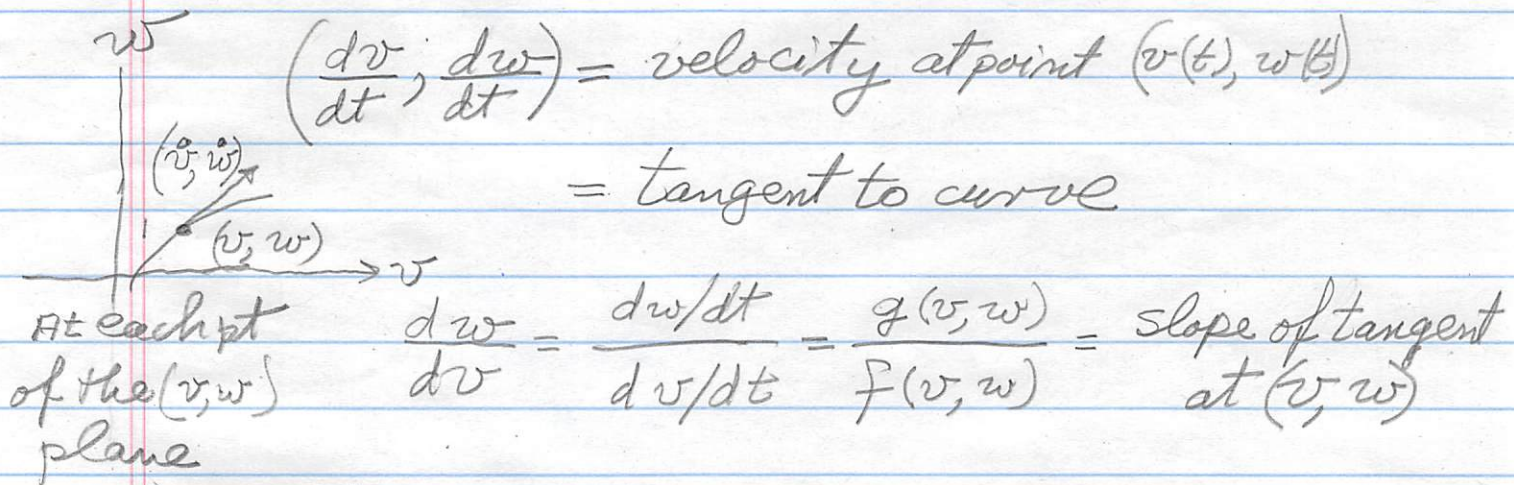 w
(dv/dt, dw/dt) = velocity at point (v(t), w(t))
(v̇, ẇ)
= tangent to curve
(v, w)
v
At each pt
of the (v,w)
plane
dw/dv = (dw/dt)/(dv/dt) = g(v, w)/f(v, w) = slope of tangent
at (v, w)